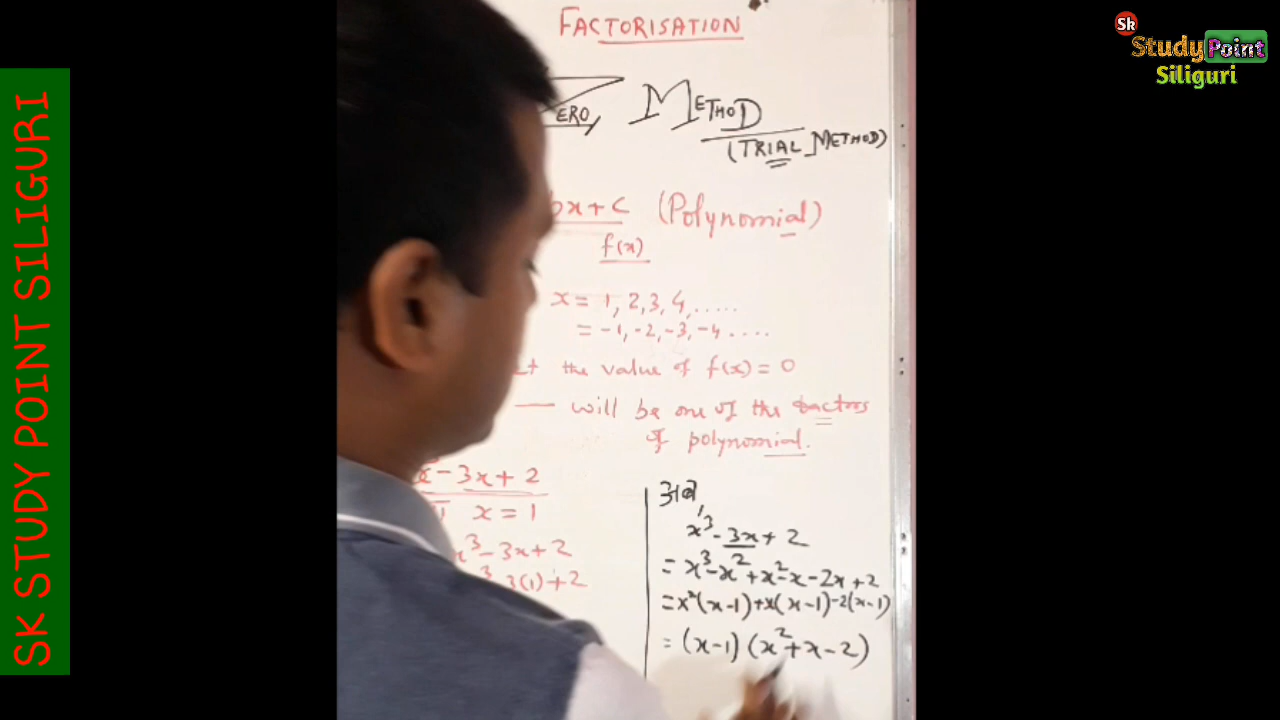 SK STUDY POINT SILIGURI
Sk
Study Point
Siliguri
FACTORISATION
ERO METHOD
(TRIAL METHOD)
bx+c (Polynomial)
f(x)
x = 1, 2, 3, 4, .....
= -1, -2, -3, -4 ....
the value of f(x) = 0
— will be one of the factors
of polynomial.
- 3x + 2
x = 1
x³ - 3x + 2
3(1) + 2
अब,
x³ - 3x + 2
= x³ - x² + x² - x - 2x + 2
= x²(x-1) + x(x-1) - 2(x-1)
= (x-1) (x² + x - 2)